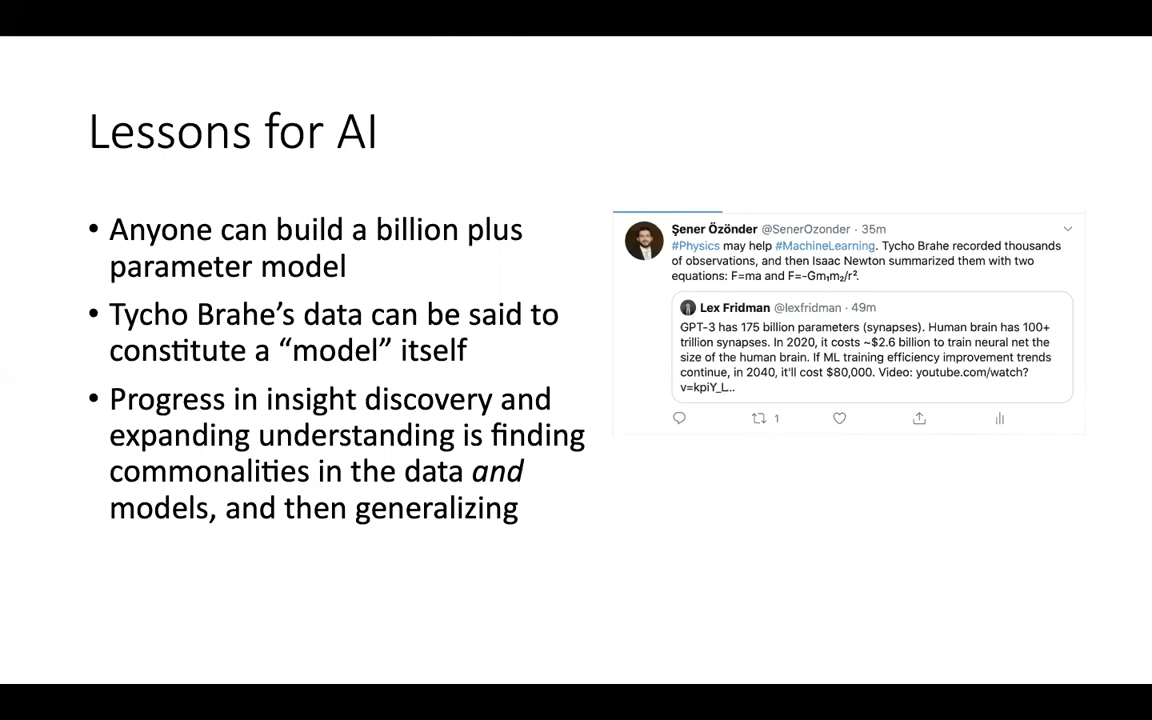 Lessons for AI
• Anyone can build a billion plus
parameter model
• Tycho Brahe’s data can be said to
constitute a “model” itself
• Progress in insight discovery and
expanding understanding is finding
commonalities in the data and
models, and then generalizing
Şener Özönder @SenerOzonder · 35m
#Physics may help #MachineLearning. Tycho Brahe recorded thousands
of observations, and then Isaac Newton summarized them with two
equations: F=ma and F=-Gm₁m₂/r².
Lex Fridman @lexfridman · 49m
GPT-3 has 175 billion parameters (synapses). Human brain has 100+
trillion synapses. In 2020, it costs ~$2.6 billion to train neural net the
size of the human brain. If ML training efficiency improvement trends
continue, in 2040, it'll cost $80,000. Video: youtube.com/watch?
v=kpiY_L..
1